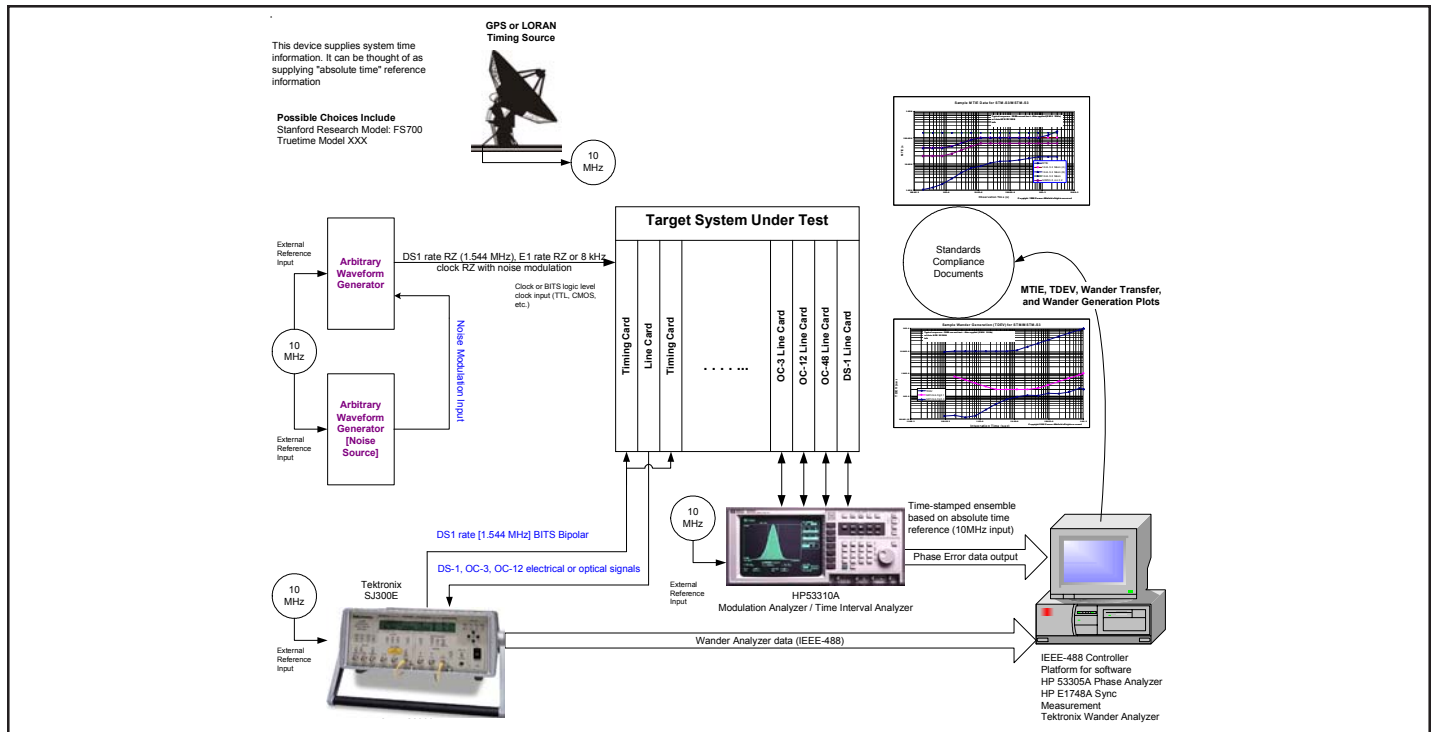 GPS or LORAN
Timing Source
This device supplies system time
information. It can be thought of as
supplying "absolute time" reference
information
Possible Choices Include
Stanford Research Model: FS700
Truetime Model XXX
10
MHz
Sample MTIE Data for STM-S3/MSTM-S3
Target System Under Test
Timing Card
Line Card
Timing Card
. . . . ...
OC-3 Line Card
OC-12 Line Card
OC-48 Line Card
DS-1 Line Card
External
Reference
Input
Arbitrary
Waveform
Generator
DS1 rate RZ (1.544 MHz), E1 rate RZ or 8 kHz
clock RZ with noise modulation
Clock or BITS logic level
clock input (TTL, CMOS,
etc.)
Noise Modulation Input
10
MHz
Arbitrary
Waveform
Generator
[Noise
Source]
External
Reference
Input
Standards
Compliance
Documents
MTIE, TDEV, Wander Transfer,
and Wander Generation Plots
10
MHz
External
Reference
Input
Time-stamped ensemble
based on absolute time
reference (10MHz input)
Phase Error data output
HP53310A
Modulation Analyzer / Time Interval Analyzer
DS1 rate [1.544 MHz] BITS Bipolar
DS-1, OC-3, OC-12 electrical or optical signals
Tektronix
SJ300E
10
MHz
External
Reference
Input
Wander Analyzer data (IEEE-488)
IEEE-488 Controller
Platform for software
HP 53305A Phase Analyzer
HP E1748A Sync
Measurement
Tektronix Wander Analyzer